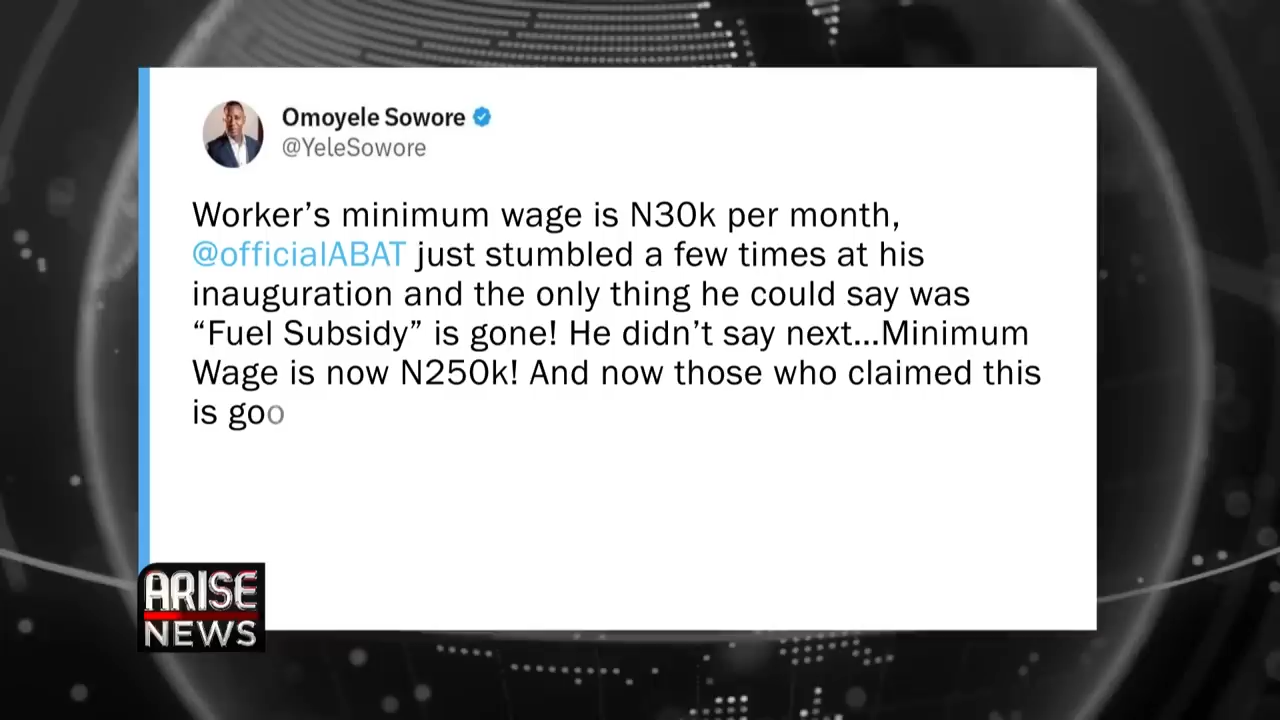 Omoyele Sowore
@YeleSowore
Worker’s minimum wage is N30k per month,
@officialABAT just stumbled a few times at his
inauguration and the only thing he could say was
“Fuel Subsidy” is gone! He didn’t say next...Minimum
Wage is now N250k! And now those who claimed this
is goo
ARISE
NEWS